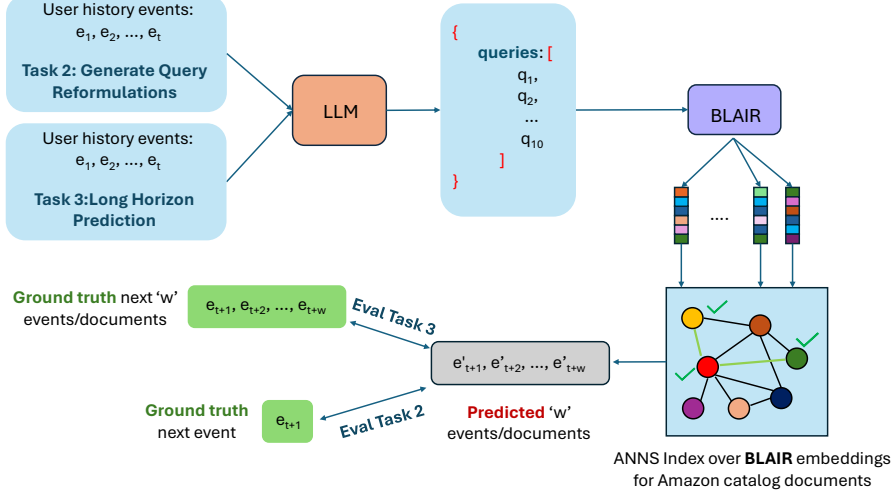 User history events:
e1, e2, ..., et
Task 2: Generate Query
Reformulations
User history events:
e1, e2, ..., et
Task 3:Long Horizon
Prediction
LLM
{
queries: [
q1,
q2,
...
q10
]
}
BLAIR
....
Ground truth next 'w'
events/documents
et+1, et+2, ..., et+w
Eval Task 3
e't+1, e't+2, ..., e't+w
Predicted 'w'
events/documents
Ground truth
next event
et+1
Eval Task 2
ANNS Index over BLAIR embeddings
for Amazon catalog documents